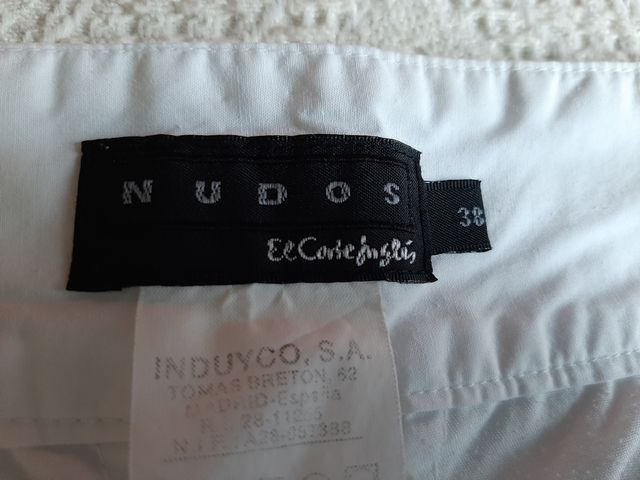 NUDOS
38
El Corte Inglés
INDUYCO, S.A.
TOMAS BRETON, 62
MADRID-España